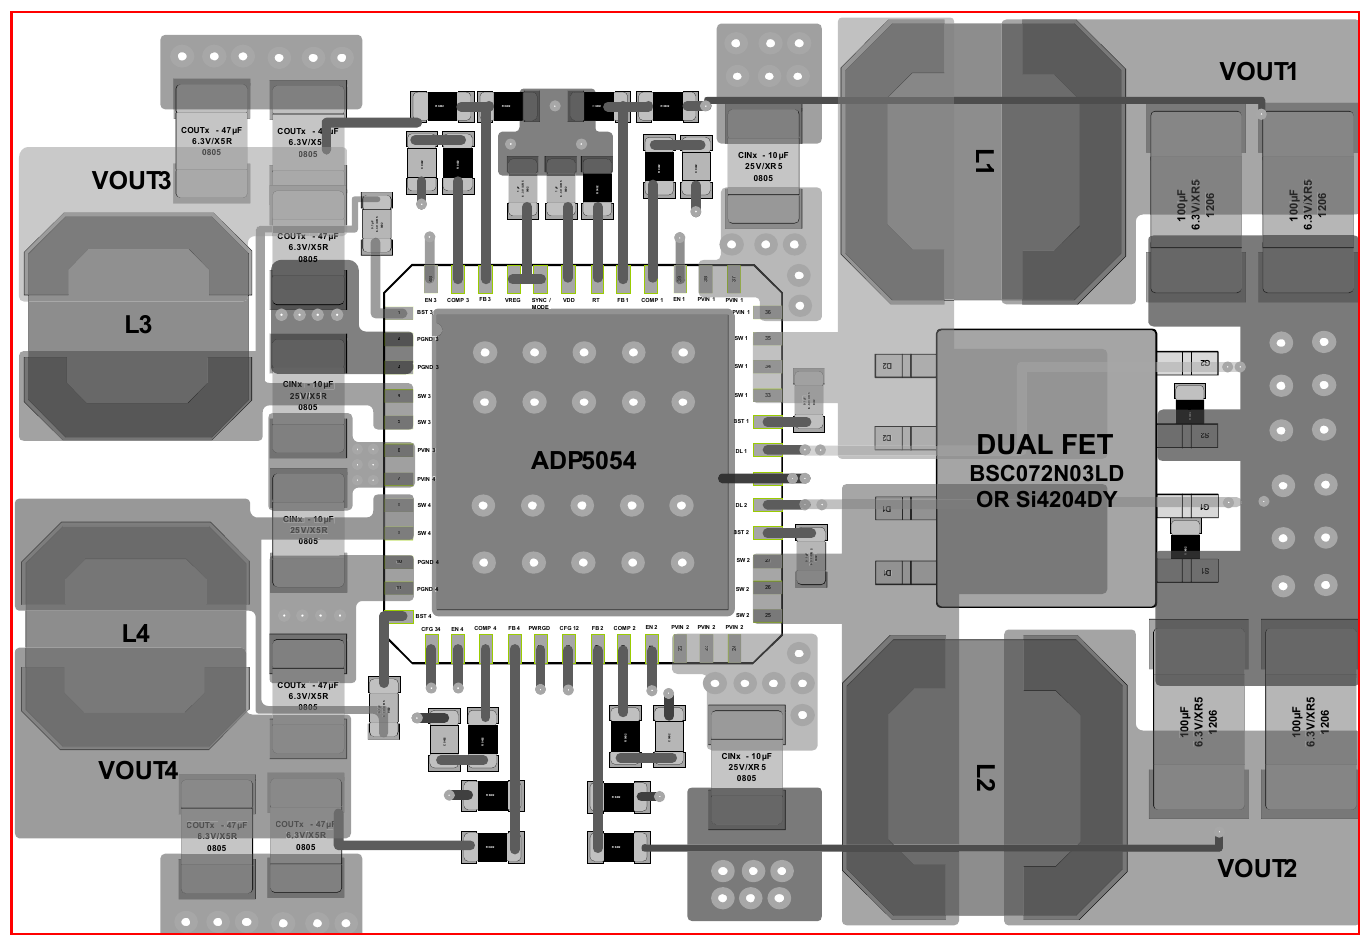 VOUT1
COUTx - 47µF
6.3V/X5R
0805
COUTx - 47µF
6.3V/X5R
0805
CINx - 10µF
25V/XR5
0805
L1
100µF
6.3V/XR5
1206
100µF
6.3V/XR5
1206
VOUT3
COUTx - 47µF
6.3V/X5R
0805
EN 3
COMP 3
FB 3
VREG
SYNC /
MODE
VDD
RT
FB 1
COMP 1
EN 1
PVIN 1
PVIN 1
L3
BST 3
PGND 3
PGND 3
SW 3
SW 3
PVIN 3
PVIN 4
SW 4
SW 4
PGND 4
PGND 4
BST 4
PVIN 1
SW 1
SW 1
SW 1
BST 1
DL 1
DL 2
BST 2
SW 2
SW 2
SW 2
CINx - 10µF
25V/X5R
0805
CINx - 10µF
25V/X5R
0805
ADP5054
D2
D2
D1
D1
G2
S2
G1
S1
DUAL FET
BSC072N03LD
OR Si4204DY
CFG 34
EN 4
COMP 4
FB 4
PWRGD
CFG 12
FB 2
COMP 2
EN 2
PVIN 2
PVIN 2
PVIN 2
L4
COUTx - 47µF
6.3V/X5R
0805
VOUT4
CINx - 10µF
25V/XR5
0805
L2
100µF
6.3V/XR5
1206
100µF
6.3V/XR5
1206
COUTx - 47µF
6.3V/X5R
0805
COUTx - 47µF
6.3V/X5R
0805
VOUT2